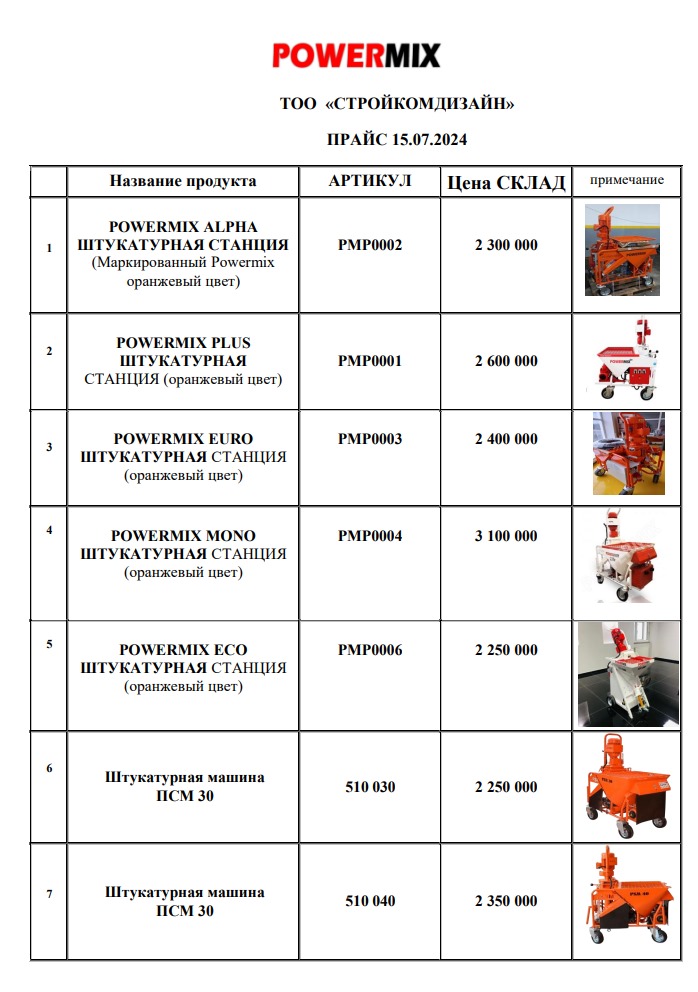 POWERMIX
ТОО «СТРОЙКОМДИЗАЙН»
ПРАЙС 15.07.2024
Название продукта АРТИКУЛ Цена СКЛАД примечание
1
POWERMIX ALPHA
ШТУКАТУРНАЯ СТАНЦИЯ
(Маркированный Powermix
оранжевый цвет)
PMP0002
2 300 000
2
POWERMIX PLUS
ШТУКАТУРНАЯ
СТАНЦИЯ (оранжевый цвет)
PMP0001
2 600 000
POWERMIX
3
POWERMIX EURO
ШТУКАТУРНАЯ СТАНЦИЯ
(оранжевый цвет)
PMP0003
2 400 000
4
POWERMIX MONO
ШТУКАТУРНАЯ СТАНЦИЯ
(оранжевый цвет)
PMP0004
3 100 000
5
POWERMIX ECO
ШТУКАТУРНАЯ СТАНЦИЯ
(оранжевый цвет)
PMP0006
2 250 000
6
Штукатурная машина
ПСМ 30
510 030
2 250 000
7
Штукатурная машина
ПСМ 30
510 040
2 350 000